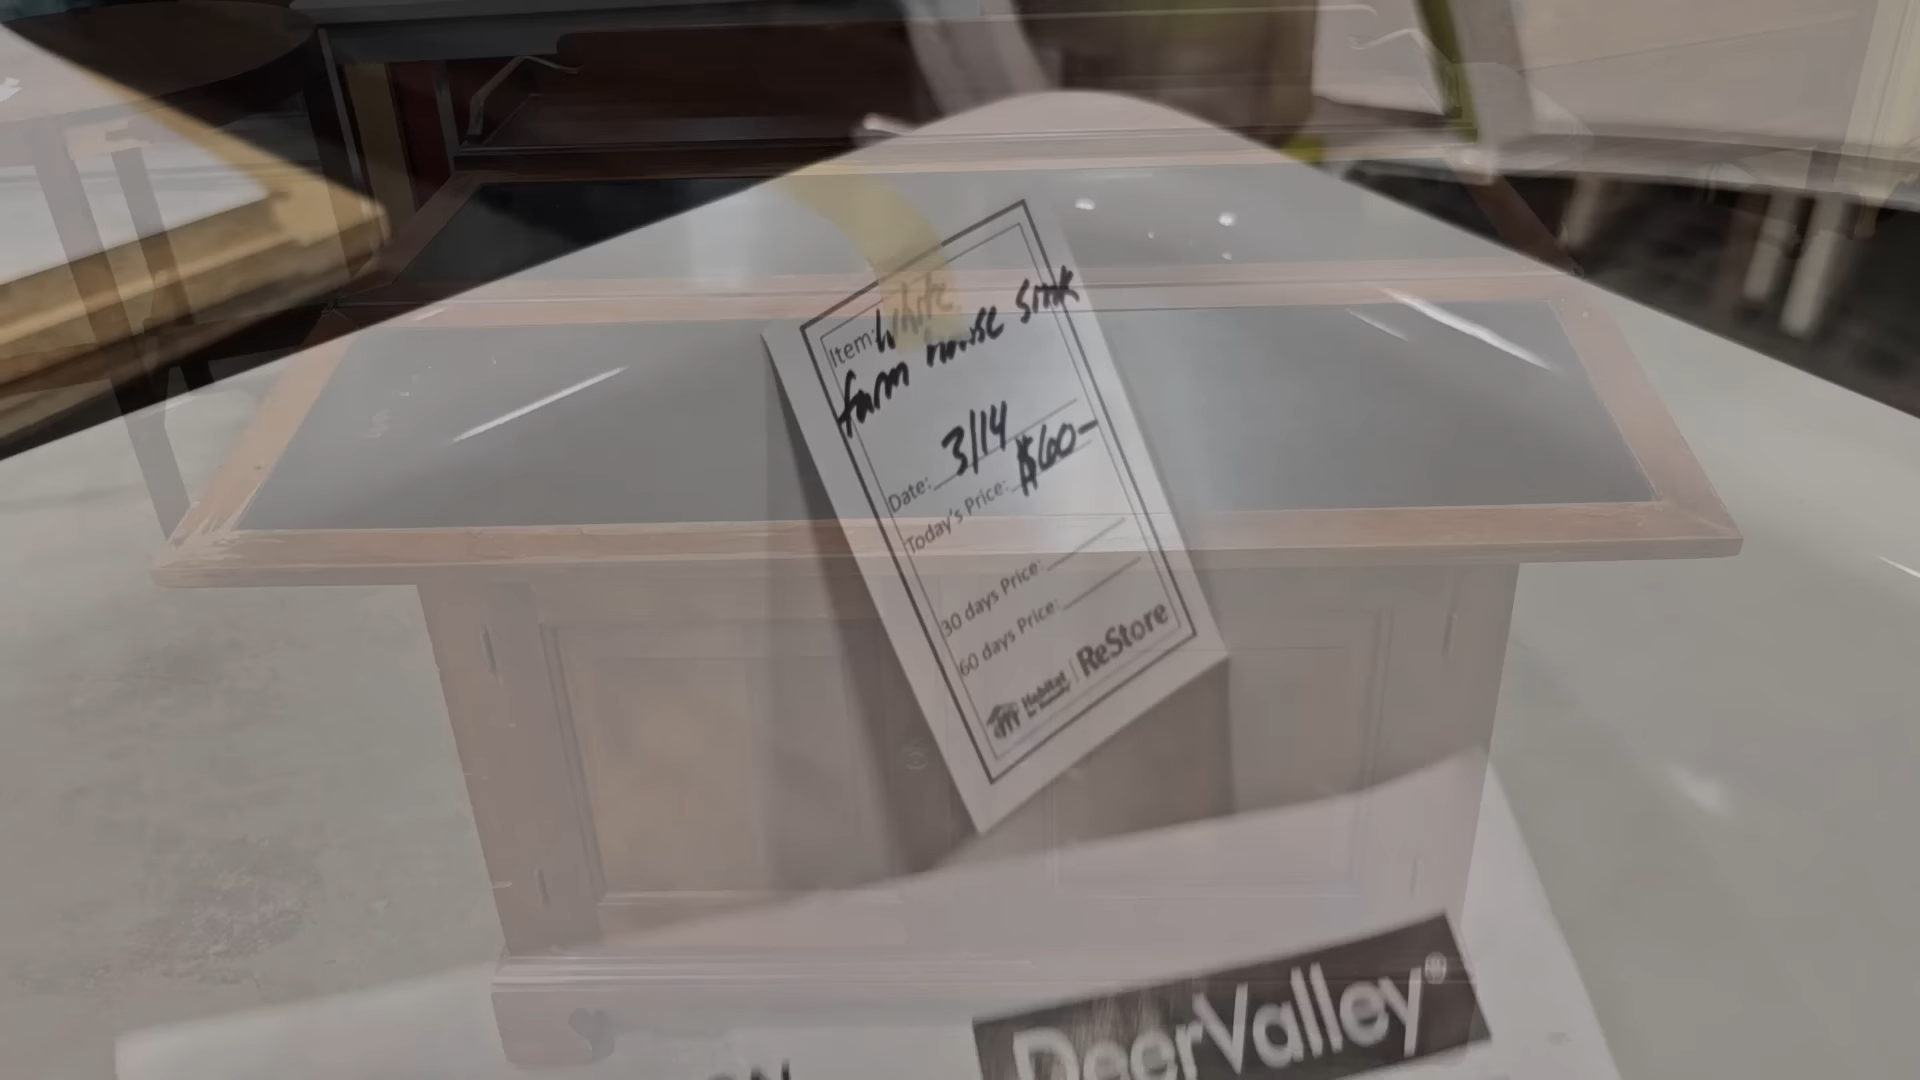 Item: White
farm house sink
Date: 3/14
Today's Price: $60-
30 days Price:
60 days Price:
Habitat for Humanity | ReStore
DeerValley®